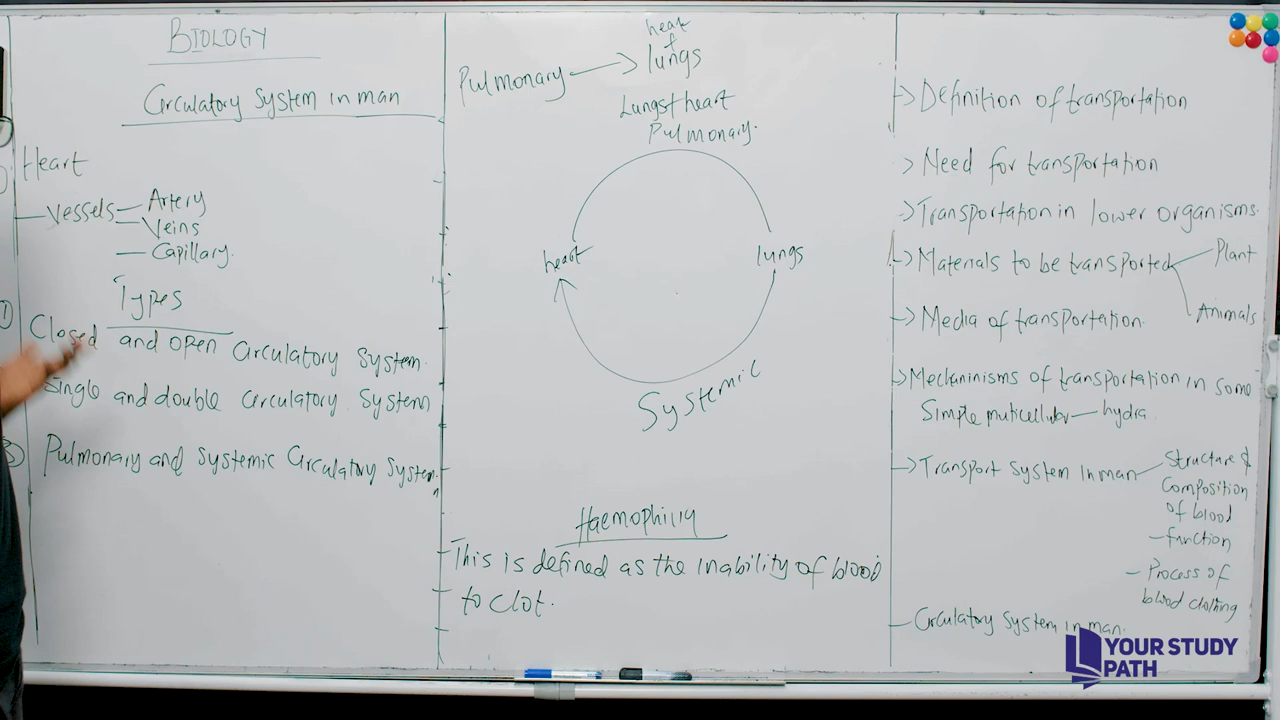 BIOLOGY
Circulatory System in man
Heart
Vessels
Artery
Veins
Capillary.
Types
Closed and open Circulatory System.
Single and double Circulatory System
3 Pulmonary and Systemic Circulatory System.
heart
+
Pulmonary → lungs
Lungs + heart
Pulmonary.
heart
lungs
Systemic
Haemophilia
This is defined as the inability of blood
to clot.
Definition of transportation
Need for transportation
Transportation in lower organisms.
Materials to be transported
Plant
Animals
Media of transportation.
Mechaninisms of transportation in some
Simple muticellular — hydra
Transport system in man
Structure &
Composition
of blood
- function
- Process of
blood clotting
Circulatory System in man.
YOUR STUDY
PATH